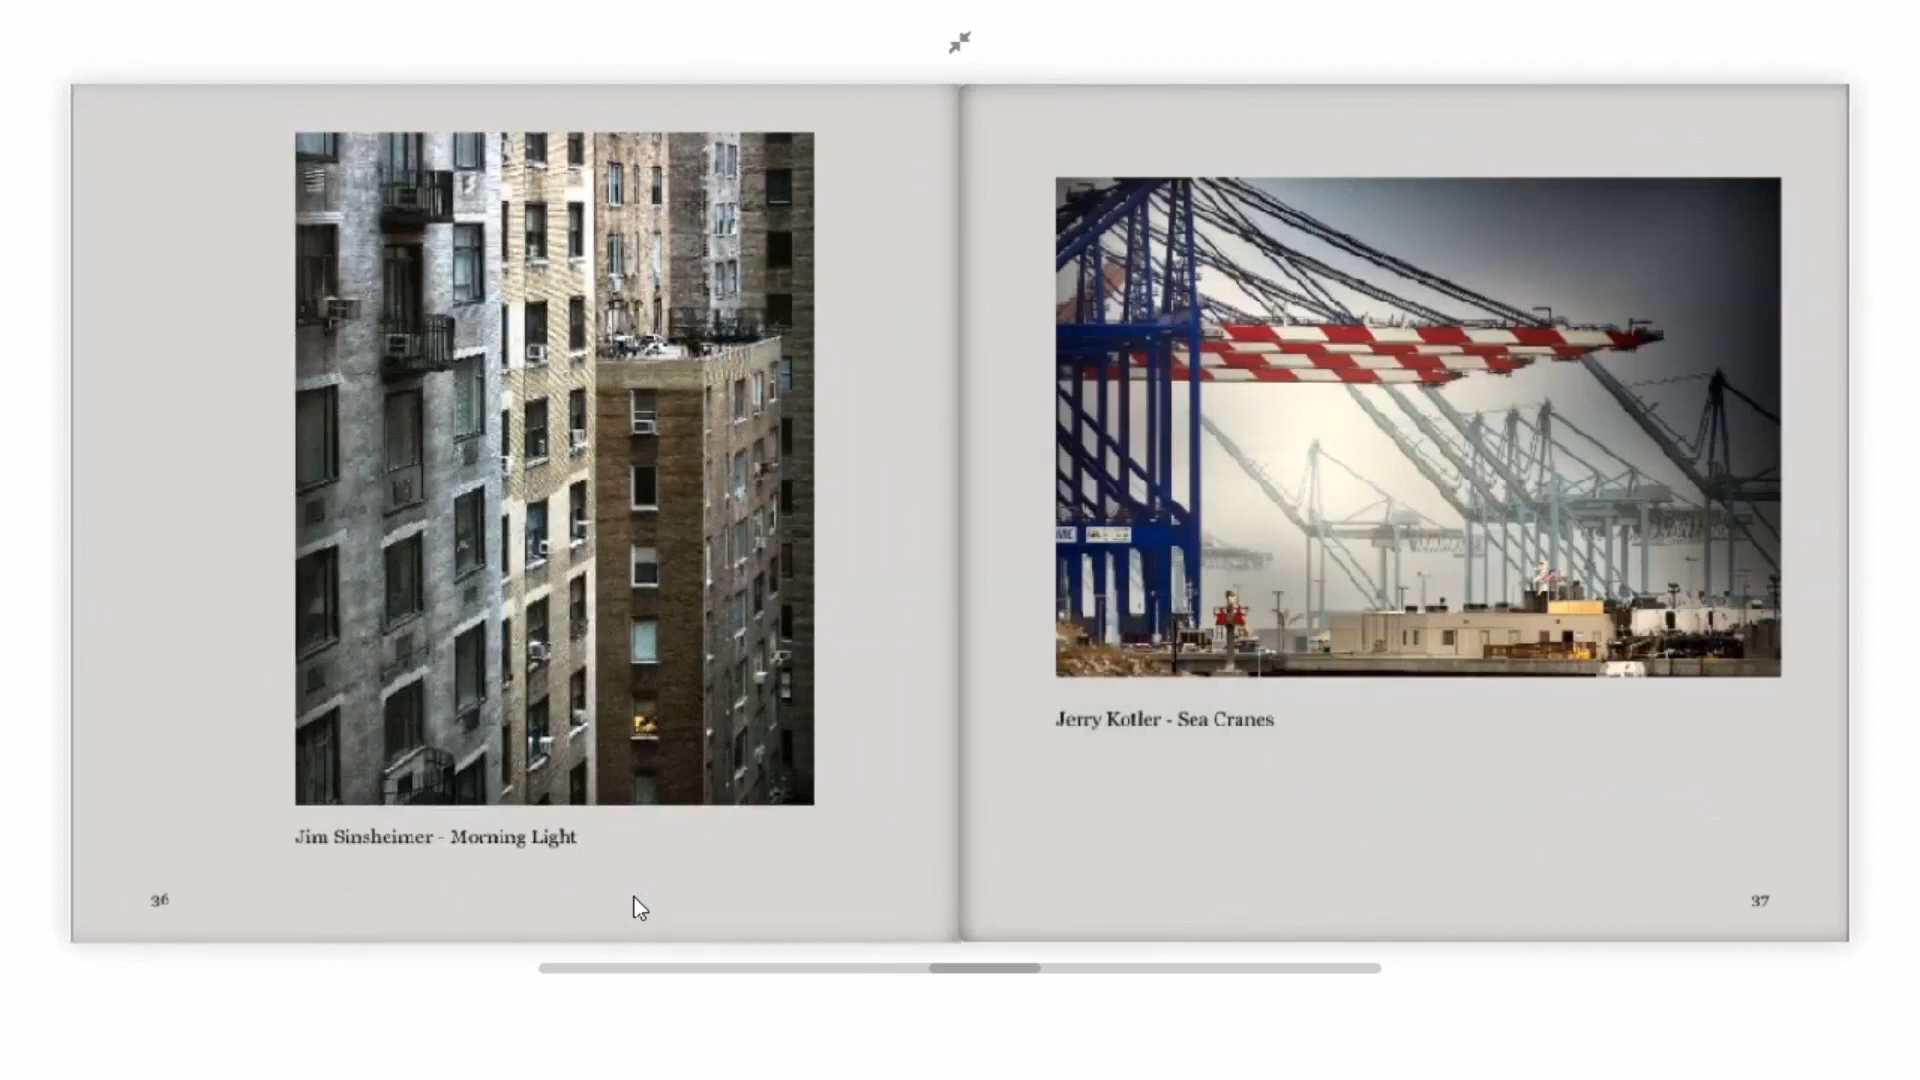 Jim Sinsheimer - Morning Light
36
Jerry Kotler - Sea Cranes
37